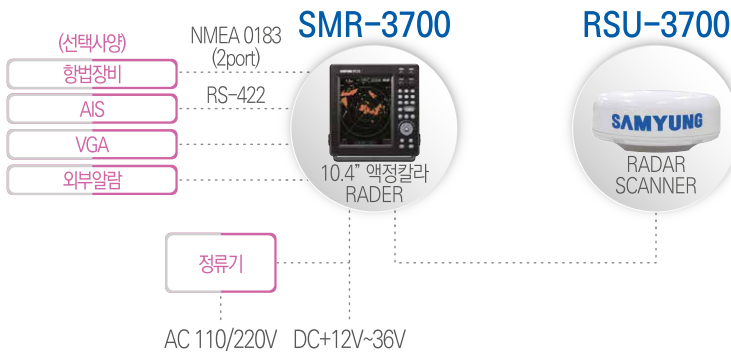 SMR-3700
RSU-3700
(선택사양)
NMEA 0183
(2port)
항법장비
AIS
RS-422
VGA
외부알람
10.4” 액정칼라
RADER
SAMYUNG
RADAR
SCANNER
정류기
AC 110/220V
DC+12V~36V